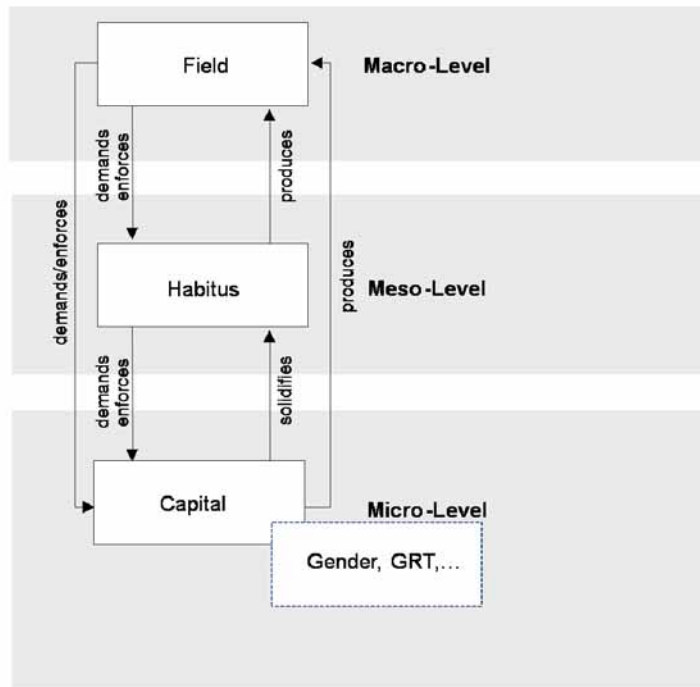 Field
Macro-Level
demands
enforces
produces
demands/enforces
Habitus
Meso-Level
produces
demands
enforces
solidifies
Capital
Micro-Level
Gender, GRT,...